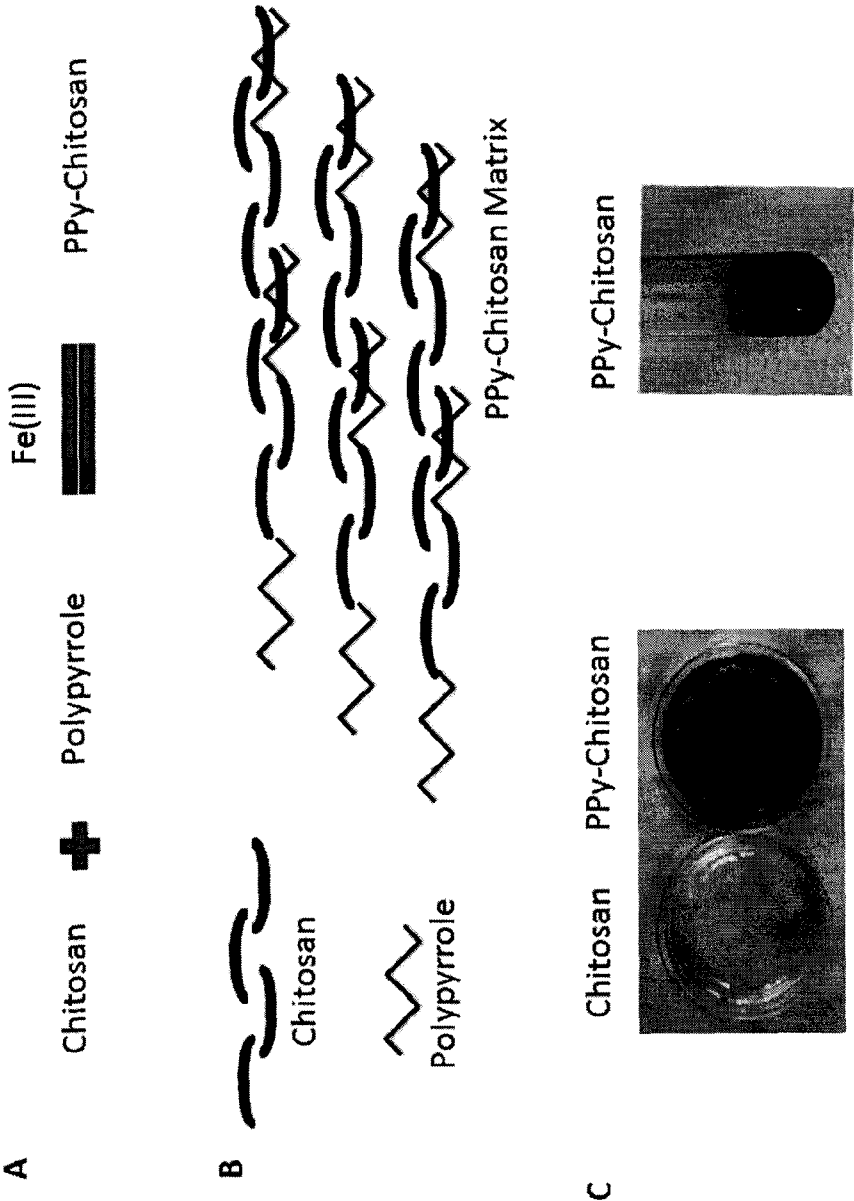 A
Fe(III)
Chitosan Polypyrrole PPy-Chitosan
B
Chitosan
Polypyrrole
PPy-Chitosan Matrix
C
Chitosan PPy-Chitosan PPy-Chitosan